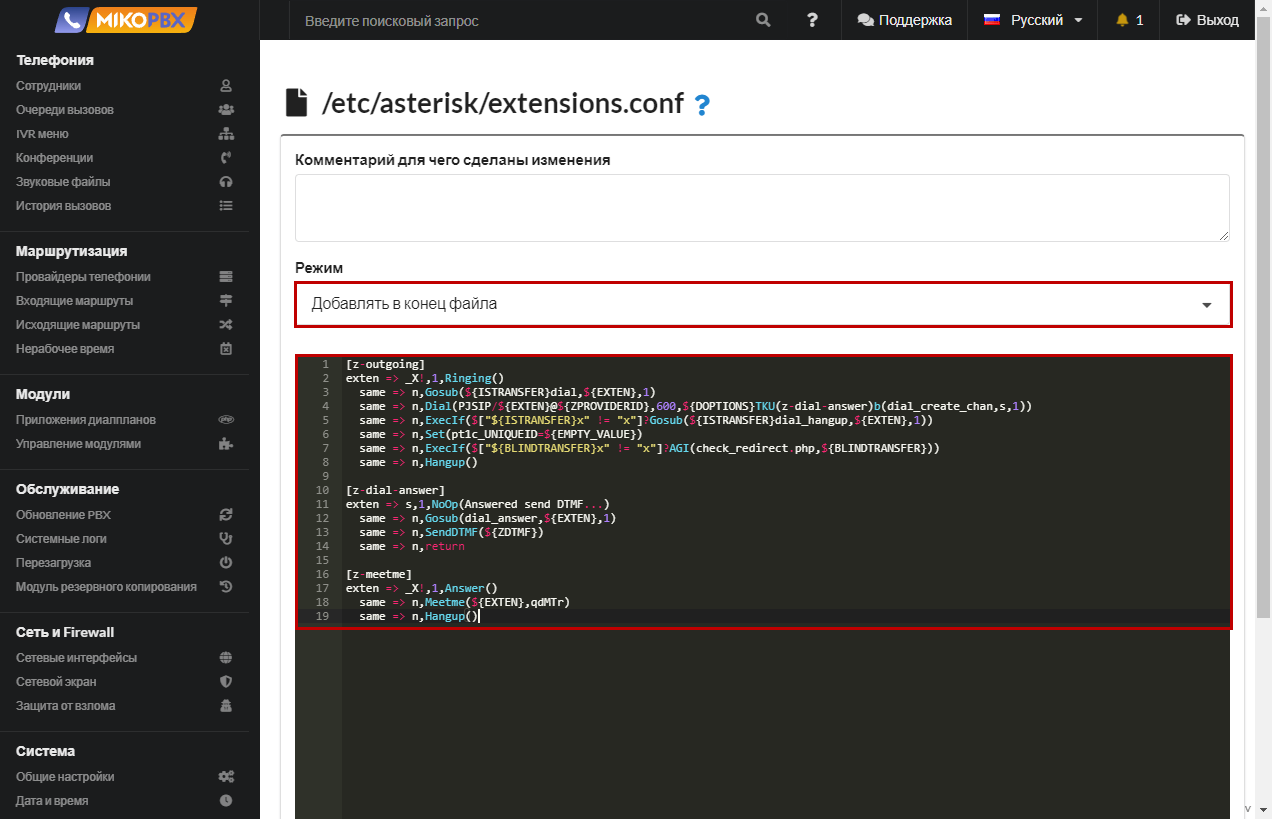 MIKOPBX
Введите поисковый запрос
?
Поддержка
Русский
1
Выход
Телефония
Сотрудники
Очереди вызовов
IVR меню
Конференции
Звуковые файлы
История вызовов
Маршрутизация
Провайдеры телефонии
Входящие маршруты
Исходящие маршруты
Нерабочее время
Модули
Приложения диалпланов
Управление модулями
Обслуживание
Обновление PBX
Системные логи
Перезагрузка
Модуль резервного копирования
Сеть и Firewall
Сетевые интерфейсы
Сетевой экран
Защита от взлома
Система
Общие настройки
Дата и время
/etc/asterisk/extensions.conf ?
Комментарий для чего сделаны изменения
Режим
Добавлять в конец файла
1 [z-outgoing]
2 exten => _X!,1,Ringing()
3 same => n,Gosub(${ISTRANSFER}dial,${EXTEN},1)
4 same => n,Dial(PJSIP/${EXTEN}@${ZPROVIDERID},600,${DOPTIONS}TKU(z-dial-answer)b(dial_create_chan,s,1))
5 same => n,ExecIf($["${ISTRANSFER}x" != "x"]?Gosub(${ISTRANSFER}dial_hangup,${EXTEN},1))
6 same => n,Set(pt1c_UNIQUEID=${EMPTY_VALUE})
7 same => n,ExecIf($["${BLINDTRANSFER}x" != "x"]?AGI(check_redirect.php,${BLINDTRANSFER}))
8 same => n,Hangup()
9
10 [z-dial-answer]
11 exten => s,1,NoOp(Answered send DTMF...)
12 same => n,Gosub(dial_answer,${EXTEN},1)
13 same => n,SendDTMF(${ZDTMF})
14 same => n,return
15
16 [z-meetme]
17 exten => _X!,1,Answer()
18 same => n,Meetme(${EXTEN},qdMTr)
19 same => n,Hangup()
v